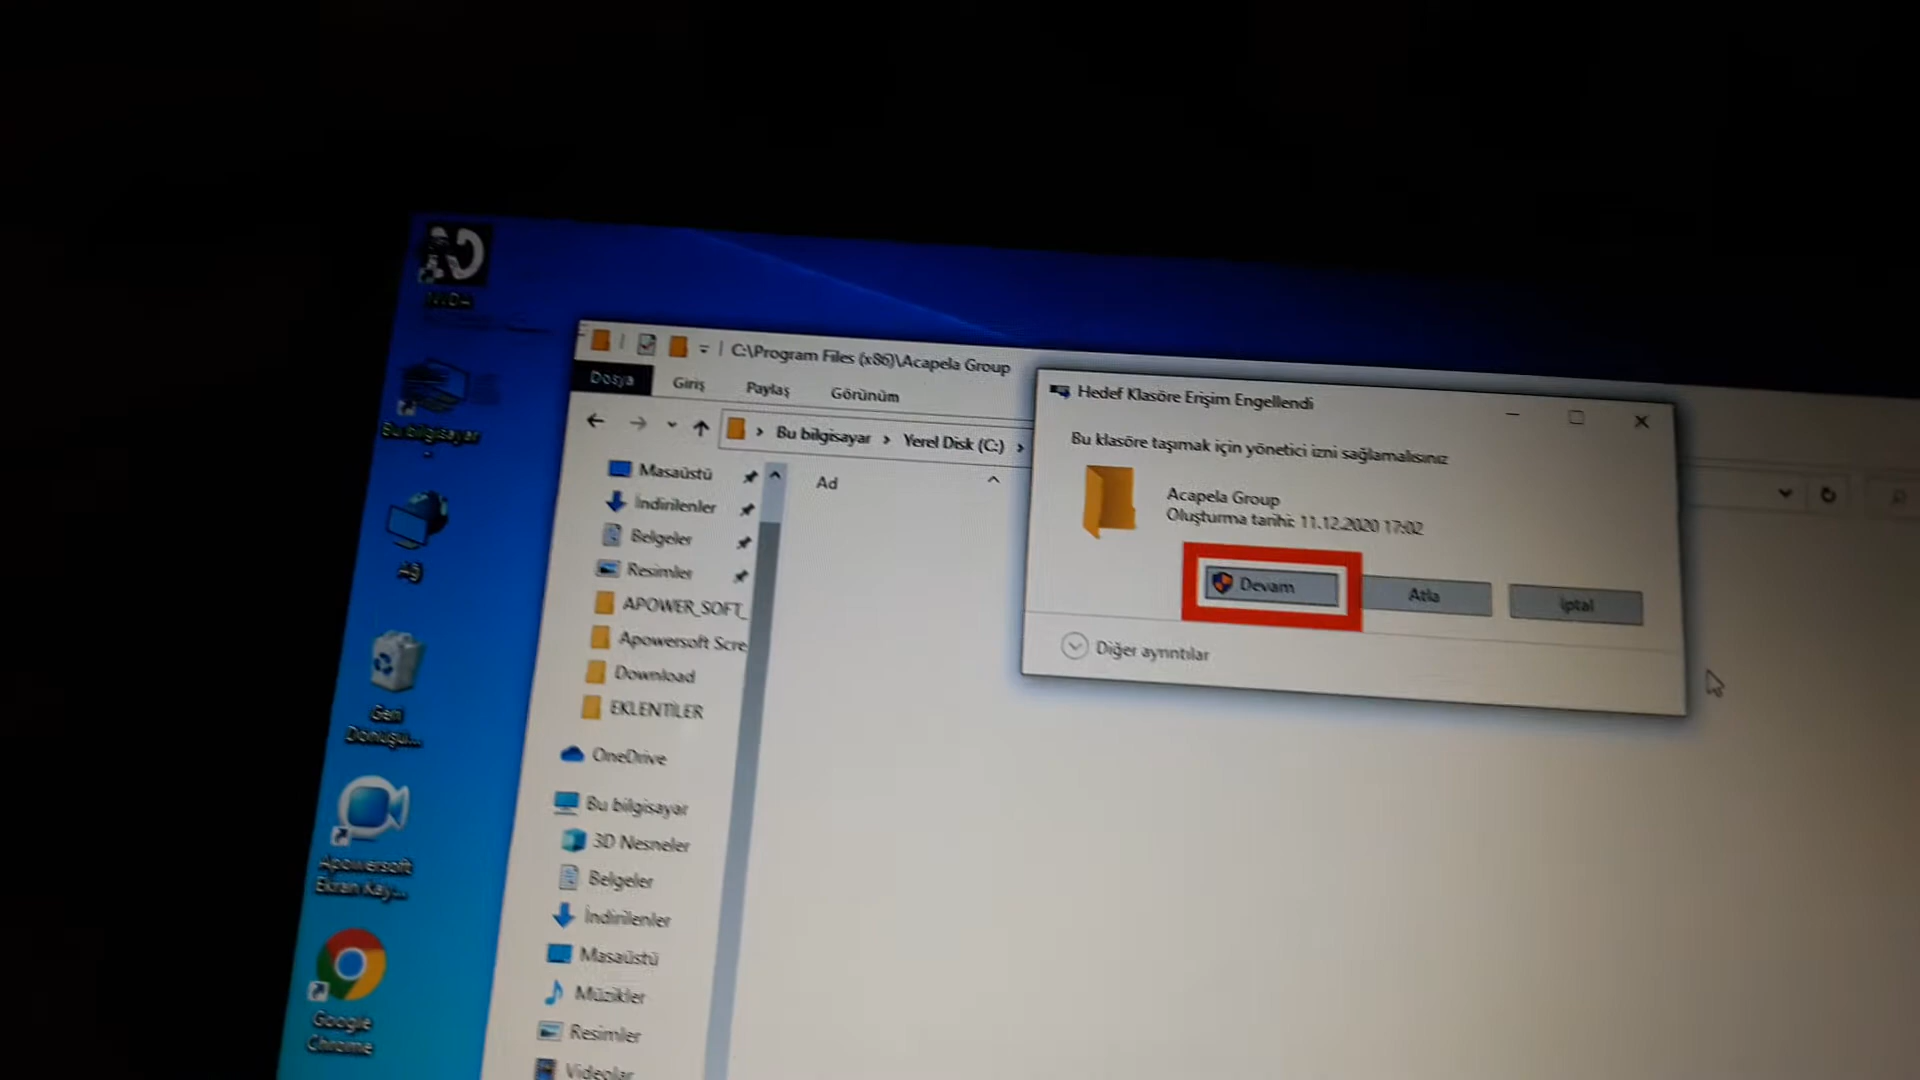 NVDA
Bu bilgisayar
Ağ
Geri
Dönüşü...
Apowersoft
Ekran Kay...
Google
Chrome
C:\Program Files (x86)\Acapela Group
Dosya
Giriş
Paylaş
Görünüm
Bu bilgisayar
Yerel Disk (C:)
Masaüstü
İndirilenler
Belgeler
Resimler
APOWER_SOFT_
Apowersoft Scre
Download
EKLENTİLER
OneDrive
Bu bilgisayar
3D Nesneler
Belgeler
İndirilenler
Masaüstü
Müzikler
Resimler
Videolar
Ad
Hedef Klasöre Erişim Engellendi
Bu klasöre taşımak için yönetici izni sağlamalısınız
Acapela Group
Oluşturma tarihi: 11.12.2020 17:02
Devam
Atla
İptal
Diğer ayrıntılar